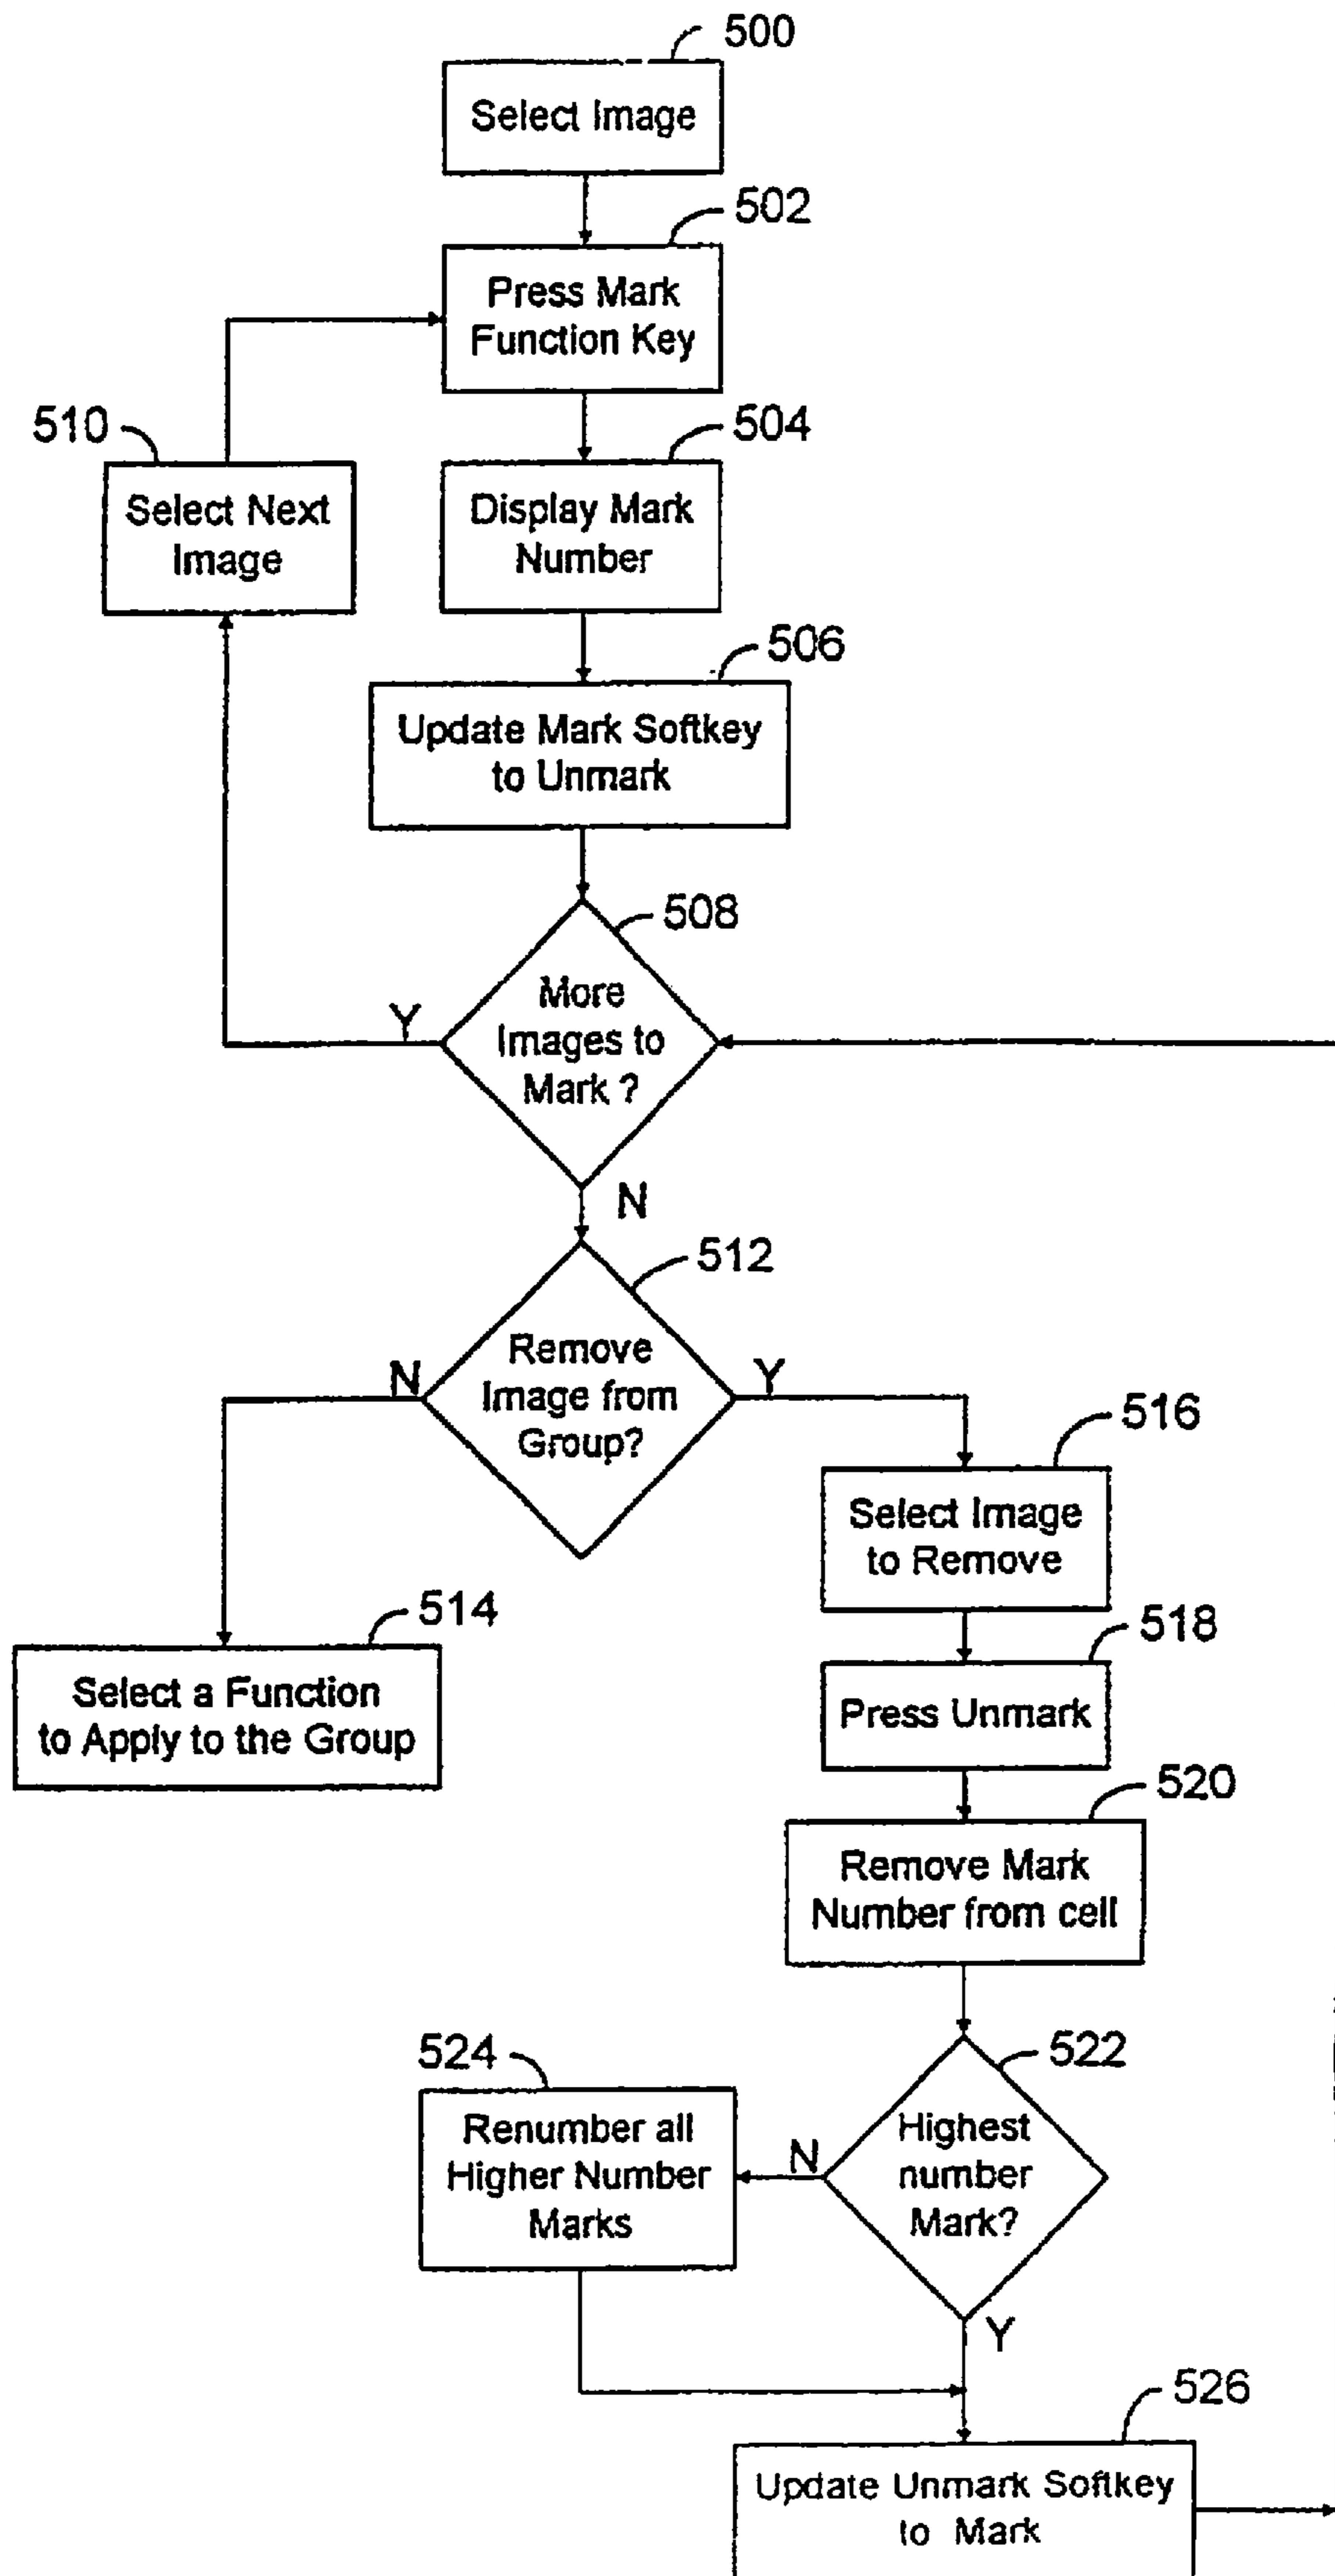 500
Select Image
502
Press Mark
Function Key
510
504
Select Next
Image
Display Mark
Number
506
Update Mark Softkey
to Unmark
508
More
Images to
Mark ?
Y
N
512
Remove
Image from
Group?
N
Y
516
Select Image
to Remove
514
Select a Function
to Apply to the Group
518
Press Unmark
520
Remove Mark
Number from cell
522
524
Highest
number
Mark?
N
Renumber all
Higher Number
Marks
Y
526
Update Unmark Softkey
to Mark